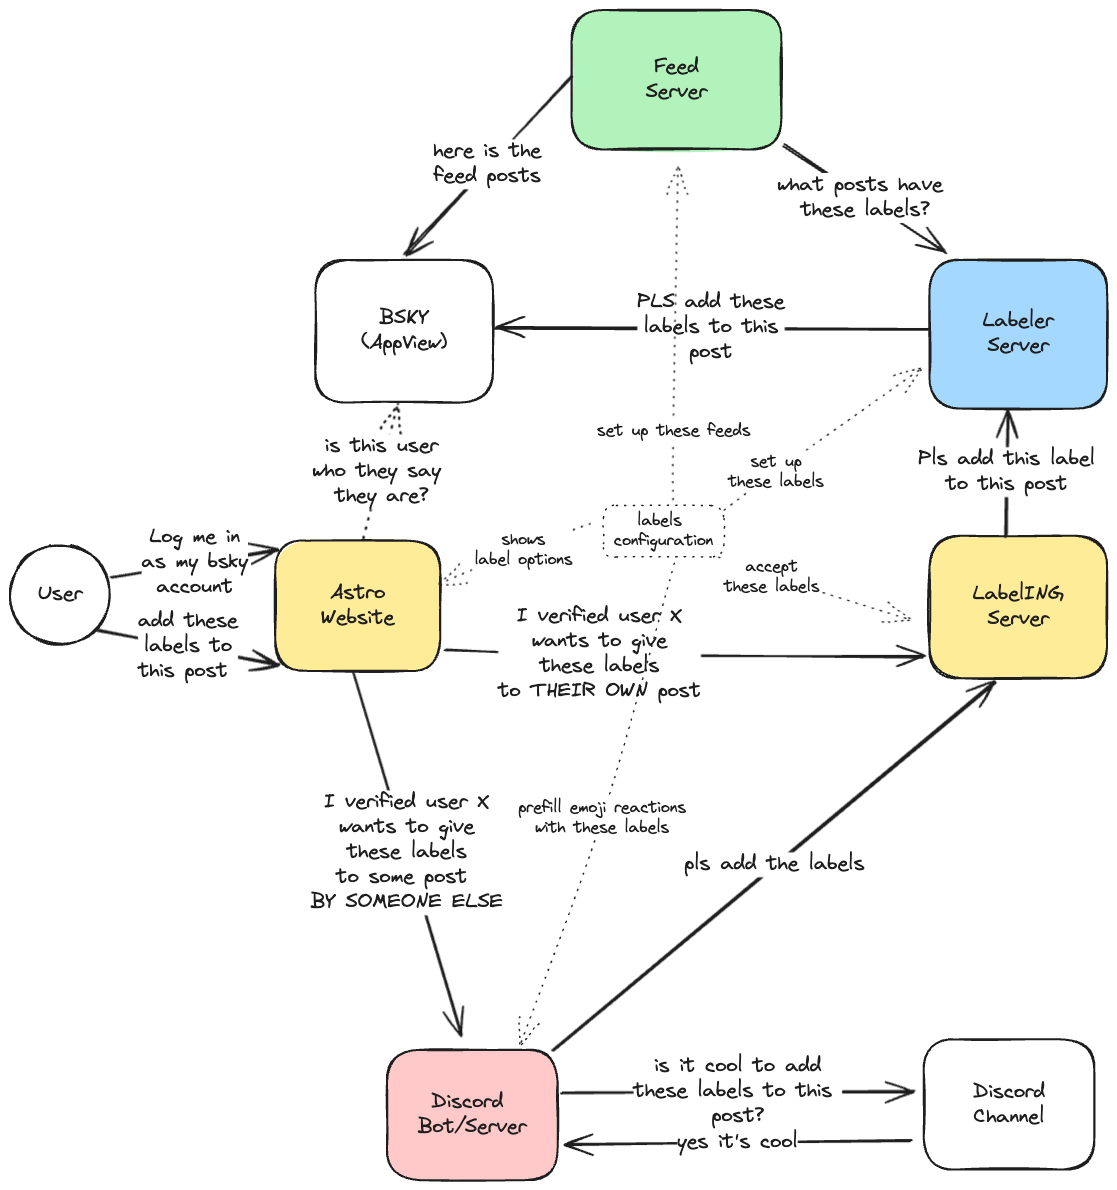 Feed
Server
here is the
feed posts
what posts have
these labels?
BSKY
(AppView)
PLS add these
labels to this
post
Labeler
Server
is this user
who they say
they are?
set up these feeds
set up
these labels
Pls add this label
to this post
labels
configuration
shows
label options
accept
these labels
Log me in
as my bsky
account
User
add these
labels to
this post
Astro
Website
I verified user X
wants to give
these labels
to THEIR OWN post
LabelING
Server
I verified user X
wants to give
these labels
to some post
BY SOMEONE ELSE
prefill emoji reactions
with these labels
pls add the labels
Discord
Bot/Server
is it cool to add
these labels to this
post?
yes it's cool
Discord
Channel